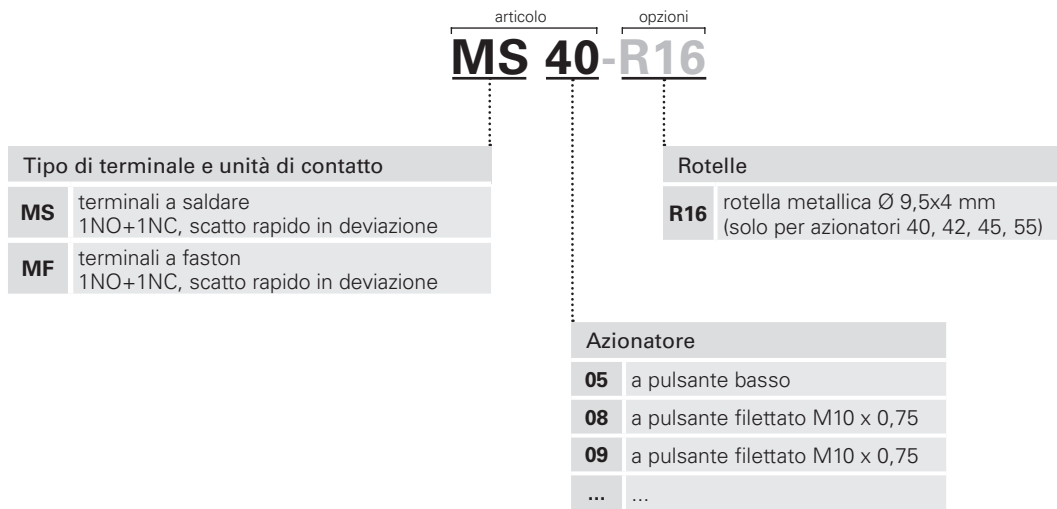 articolo opzioni
MS 40-R16
Tipo di terminale e unità di contatto
MS terminali a saldare
1NO+1NC, scatto rapido in deviazione
MF terminali a faston
1NO+1NC, scatto rapido in deviazione
Rotelle
R16 rotella metallica Ø 9,5x4 mm
(solo per azionatori 40, 42, 45, 55)
Azionatore
05 a pulsante basso
08 a pulsante filettato M10 x 0,75
09 a pulsante filettato M10 x 0,75
... ...